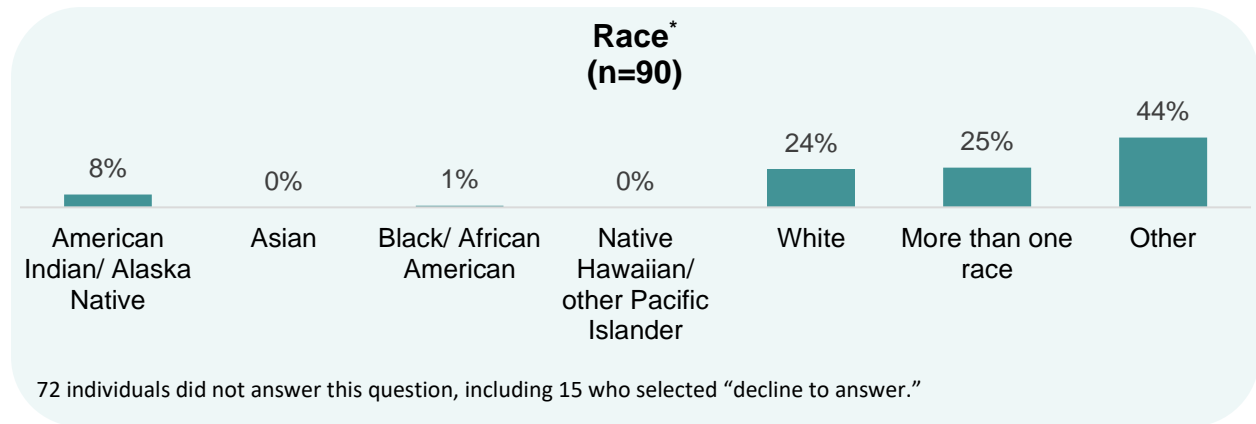 Race*
(n=90)
8%
0%
1%
0%
24%
25%
44%
American
Indian/ Alaska
Native
Asian
Black/ African
American
Native
Hawaiian/
other Pacific
Islander
White
More than one
race
Other
72 individuals did not answer this question, including 15 who selected “decline to answer.”